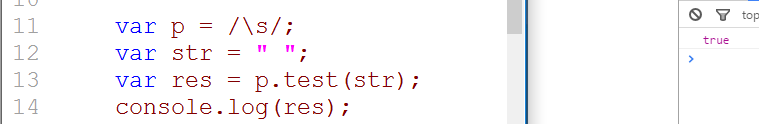 11 var p = /\s/;
12 var str = " ";
13 var res = p.test(str);
14 console.log(res);
top
true
>